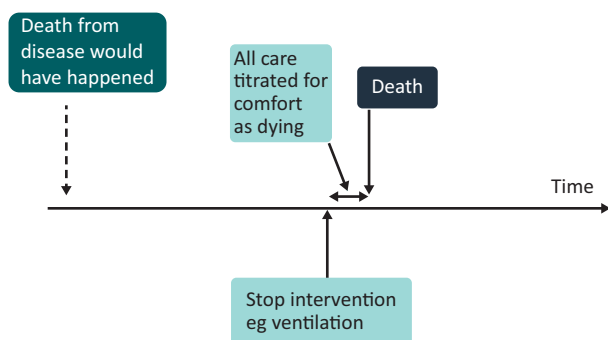 Death from
disease would
have happened
All care
titrated for
comfort
as dying
Death
Time
Stop intervention
eg ventilation